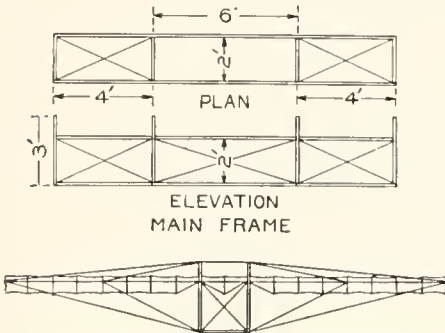 6'
2'
4' PLAN 4'
3'
2'
ELEVATION
MAIN FRAME